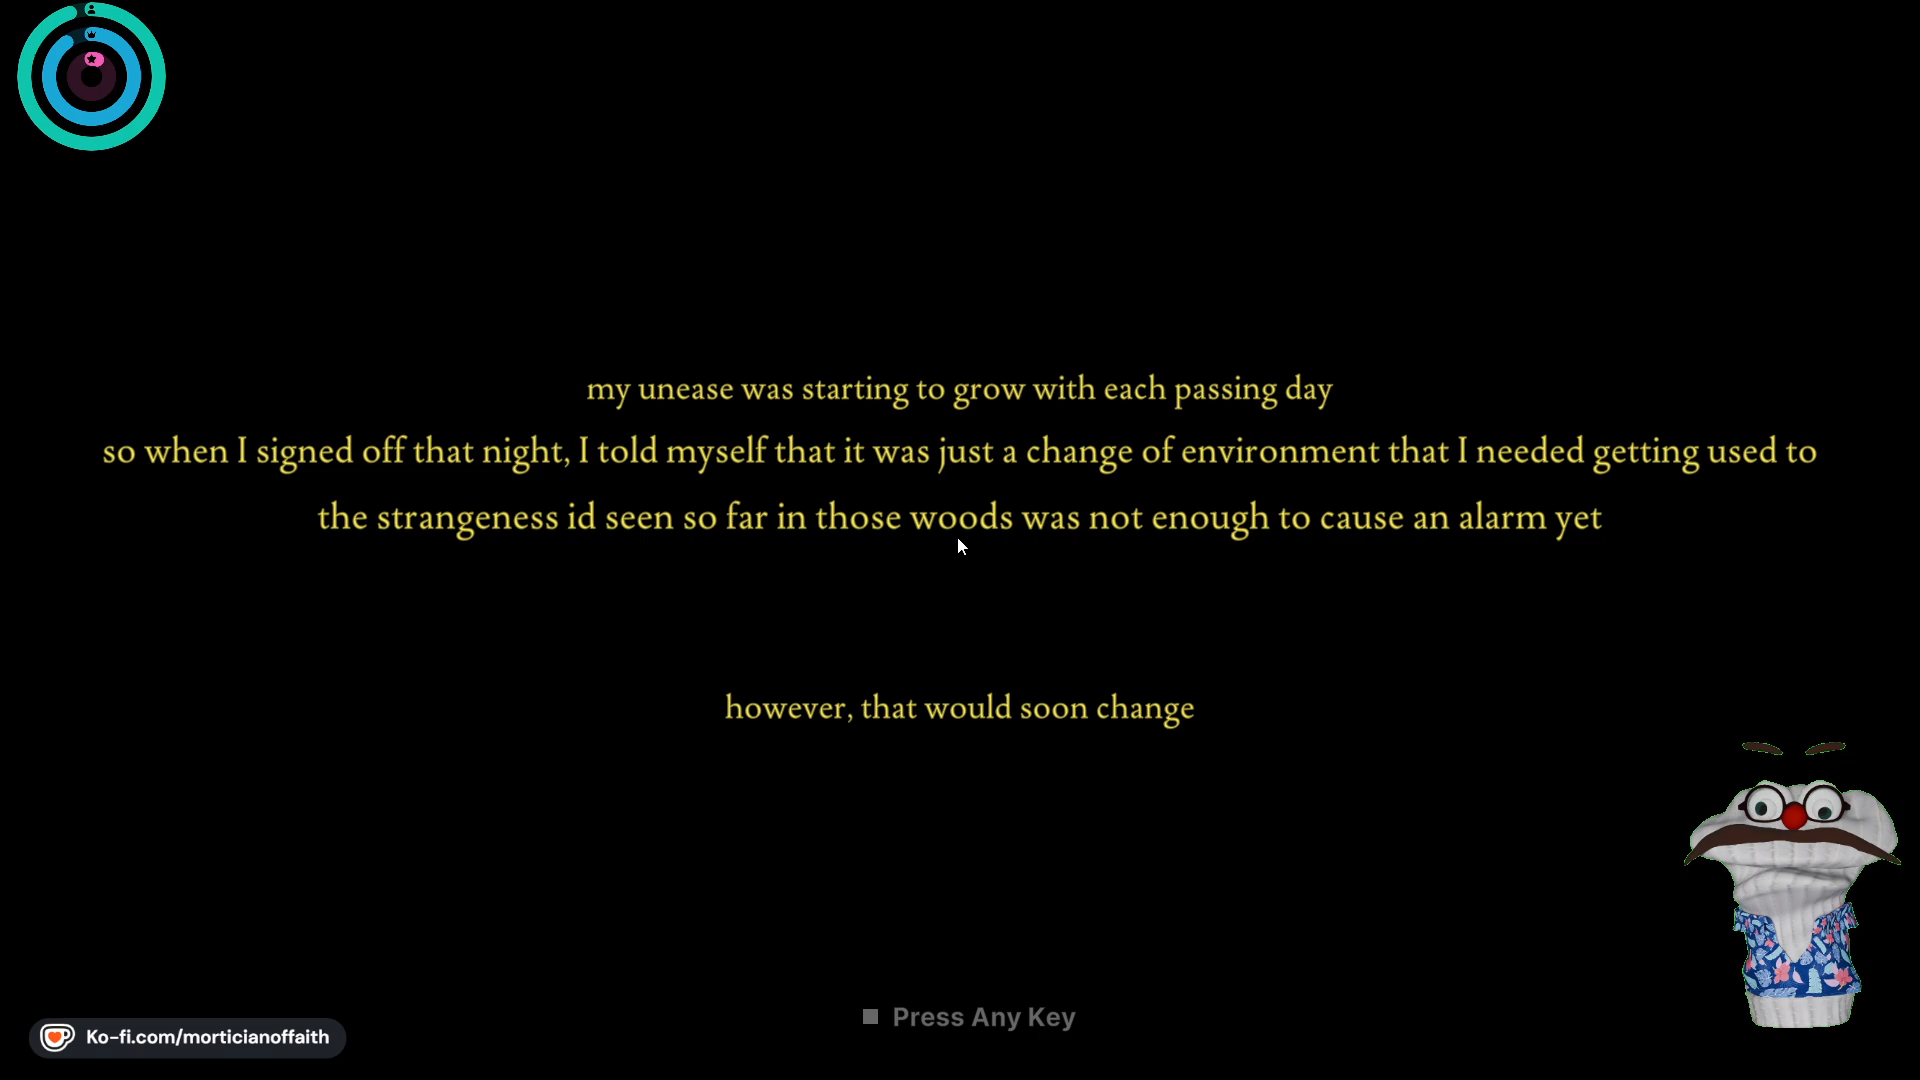 my unease was starting to grow with each passing day
so when I signed off that night, I told myself that it was just a change of environment that I needed getting used to
the strangeness id seen so far in those woods was not enough to cause an alarm yet
however, that would soon change
Press Any Key
Ko-fi.com/morticianoffaith